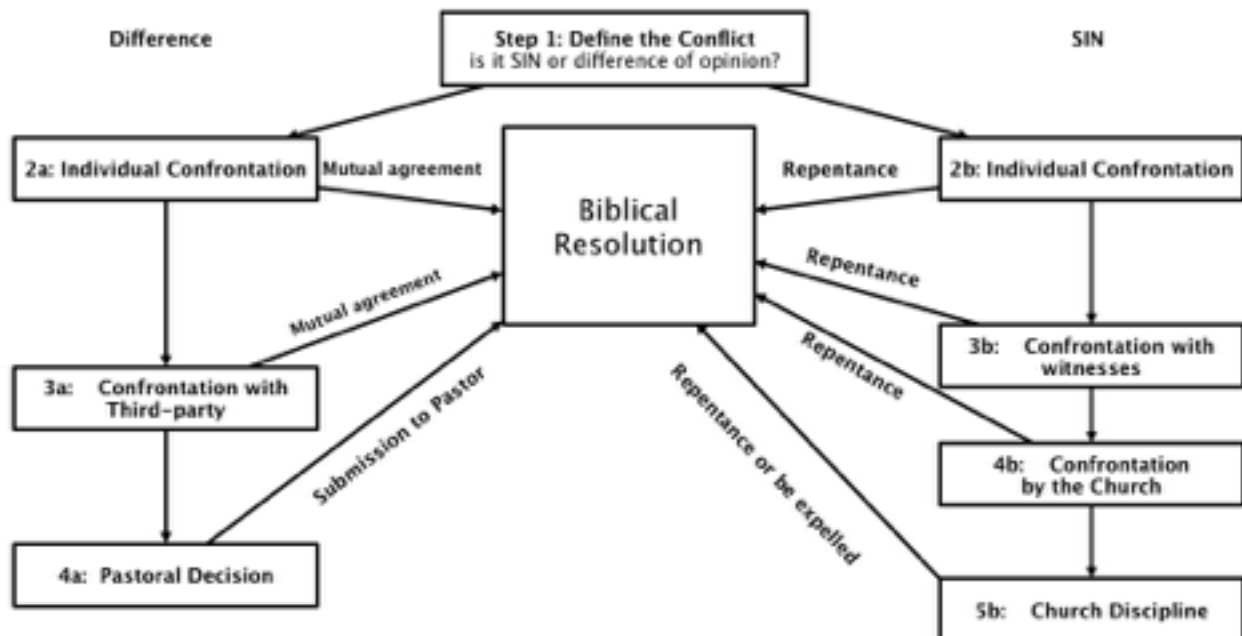 Difference
Step 1: Define the Conflict
is it SIN or difference of opinion?
SIN
2a: Individual Confrontation
Mutual agreement
Biblical
Resolution
Repentance
2b: Individual Confrontation
Mutual agreement
Repentance
3a: Confrontation with
Third-party
Submission to Pastor
Repentance
3b: Confrontation with
witnesses
Repentance or be expelled
4b: Confrontation
by the Church
4a: Pastoral Decision
5b: Church Discipline